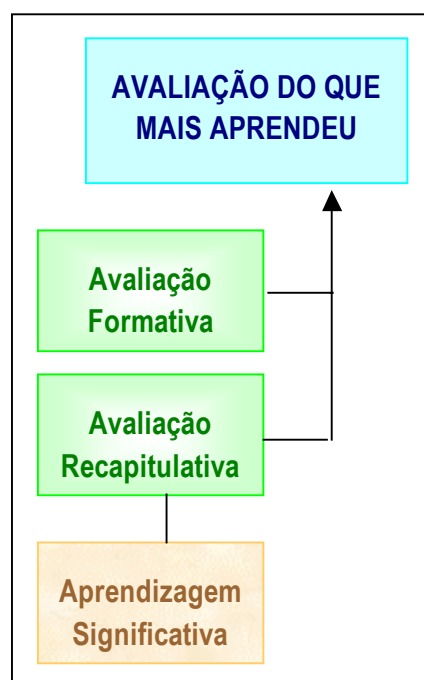 AVALIAÇÃO DO QUE
MAIS APRENDEU
Avaliação
Formativa
Avaliação
Recapitulativa
Aprendizagem
Significativa